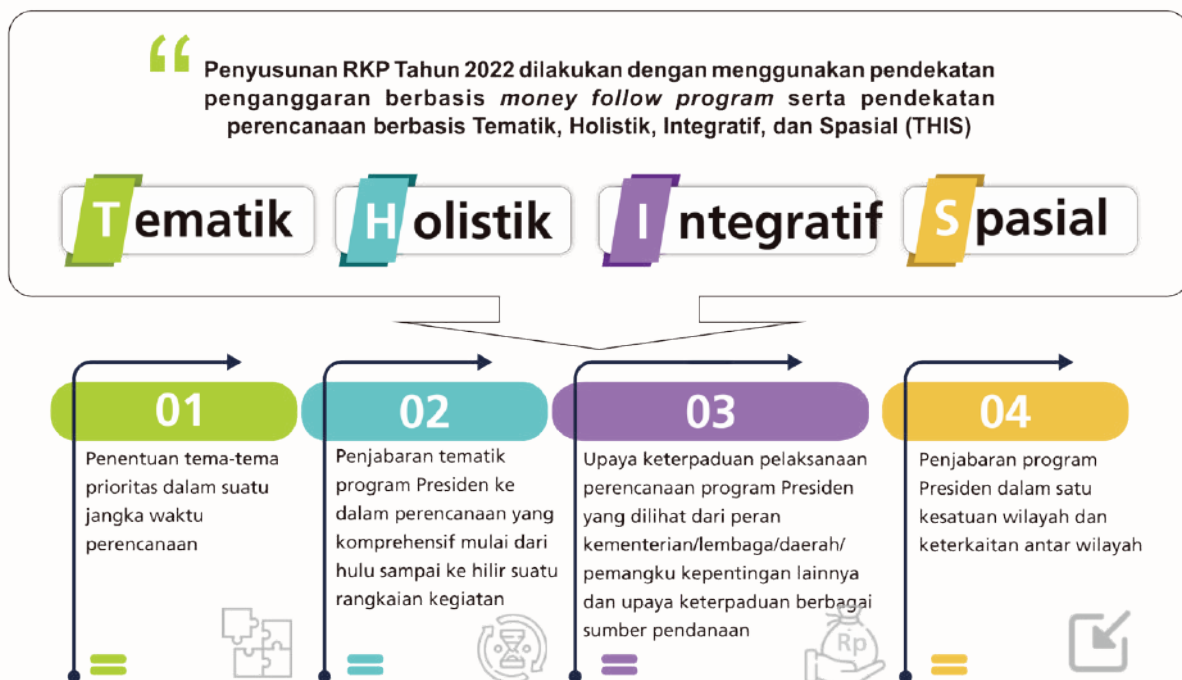 “
Penyusunan RKP Tahun 2022 dilakukan dengan menggunakan pendekatan
penganggaran berbasis money follow program serta pendekatan
perencanaan berbasis Tematik, Holistik, Integratif, dan Spasial (THIS)
Tematik
Holistik
Integratif
Spasial
01
Penentuan tema-tema
prioritas dalam suatu
jangka waktu
perencanaan
02
Penjabaran tematik
program Presiden ke
dalam perencanaan yang
komprehensif mulai dari
hulu sampai ke hilir suatu
rangkaian kegiatan
03
Upaya keterpaduan pelaksanaan
perencanaan program Presiden
yang dilihat dari peran
kementerian/lembaga/daerah/
pemangku kepentingan lainnya
dan upaya keterpaduan berbagai
sumber pendanaan
Rp
04
Penjabaran program
Presiden dalam satu
kesatuan wilayah dan
keterkaitan antar wilayah